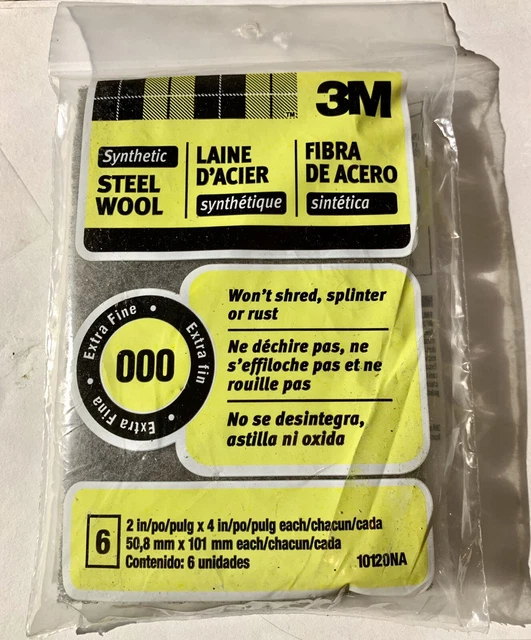 3M
TM
Synthetic
STEEL
WOOL
LAINE
D'ACIER
synthétique
FIBRA
DE ACERO
sintética
Extra Fine • Extra fin • Extra Fina •
000
Won't shred, splinter
or rust
Ne déchire pas, ne
s'effiloche pas et ne
rouille pas
No se desintegra,
astilla ni oxida
6
2 in/po/pulg x 4 in/po/pulg each/chacun/cada
50,8 mm x 101 mm each/chacun/cada
Contenido: 6 unidades
10120NA